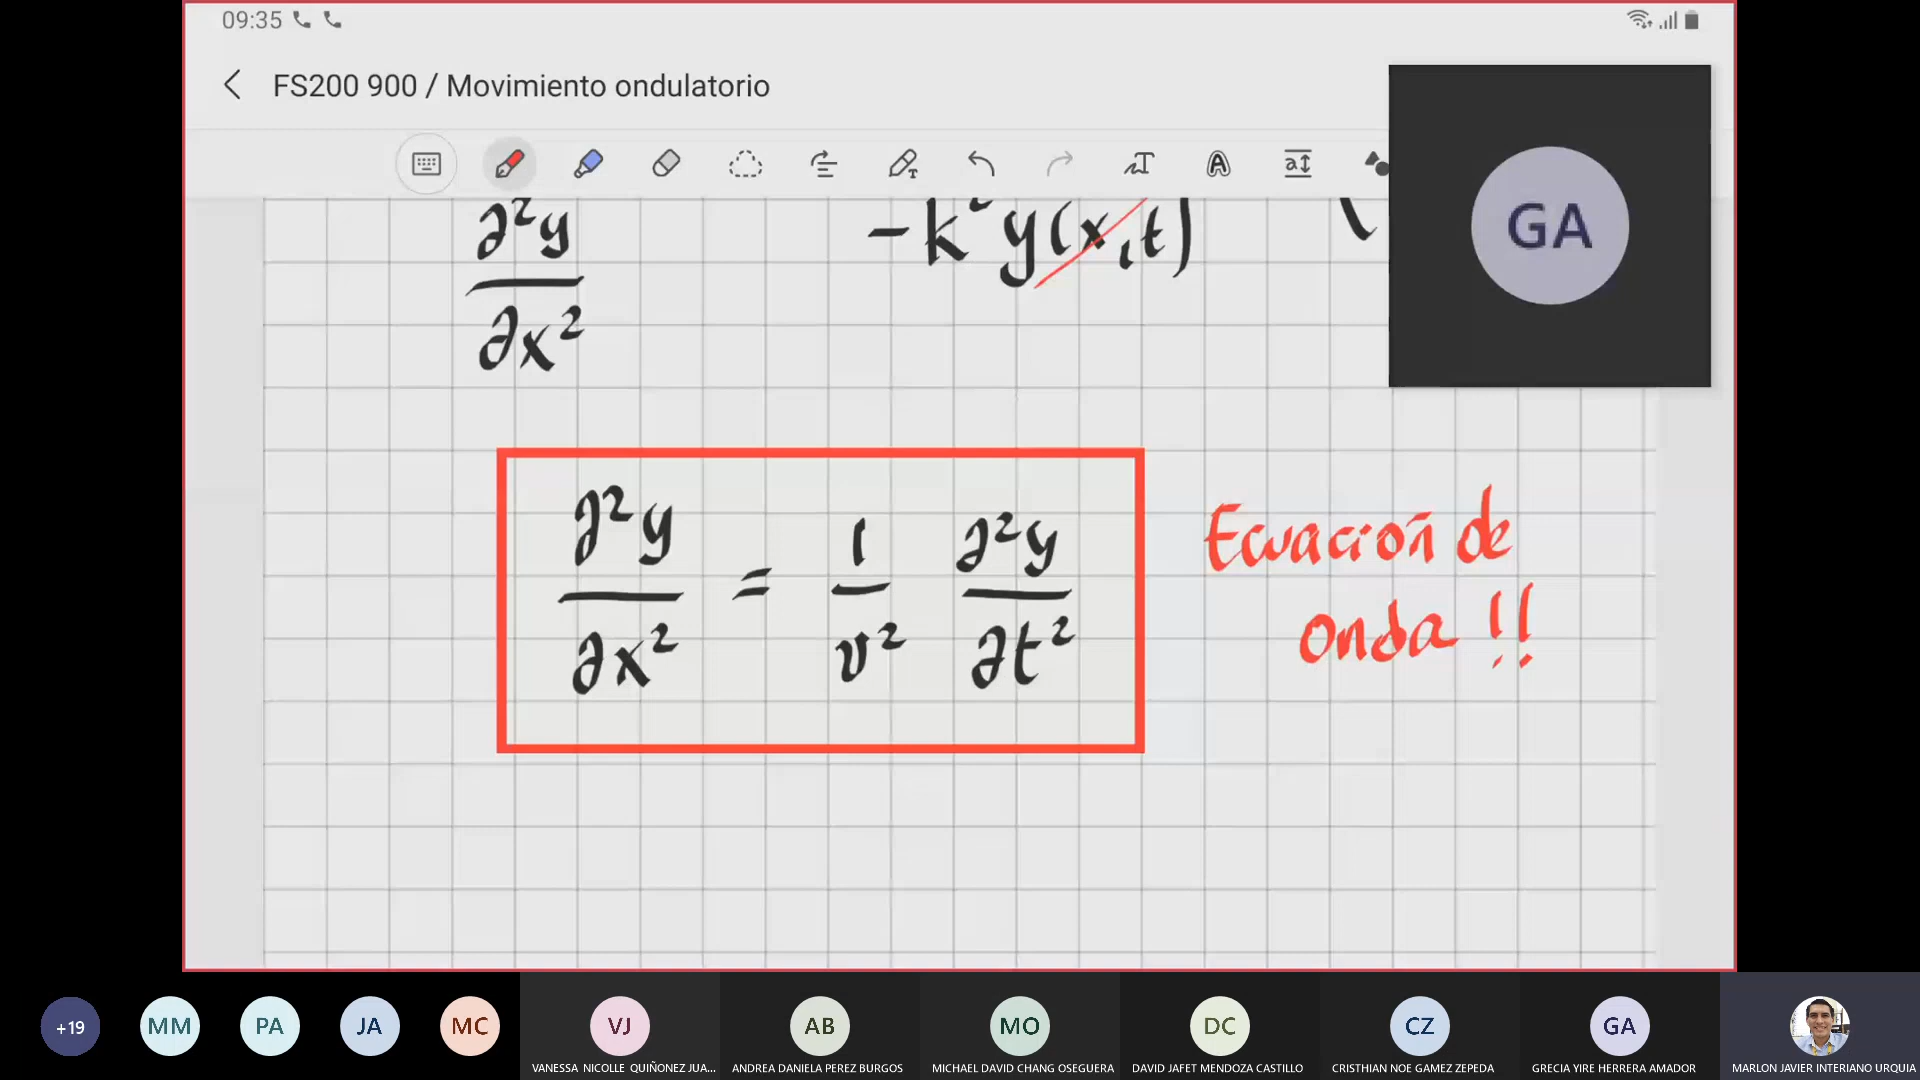 09:35
FS200 900 / Movimiento ondulatorio
∂²y
∂x²
-k²y(x,t) (
GA
∂²y = 1 ∂²y
∂x² v² ∂t²
Ecuación de
onda !!
+19 MM PA JA MC VJ AB MO DC CZ GA
VANESSA NICOLLE QUIÑONEZ JUA... ANDREA DANIELA PEREZ BURGOS MICHAEL DAVID CHANG OSEGUERA DAVID JAFET MENDOZA CASTILLO CRISTHIAN NOE GAMEZ ZEPEDA GRECIA YIRE HERRERA AMADOR MARLON JAVIER INTERIANO URQUIA